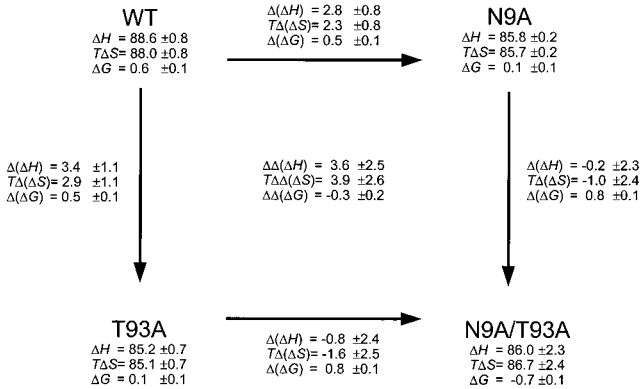 WT
ΔH = 88.6 ±0.8
TΔS= 88.0 ±0.8
ΔG = 0.6 ±0.1
Δ(ΔH) = 2.8 ±0.8
TΔ(ΔS) = 2.3 ±0.8
Δ(ΔG) = 0.5 ±0.1
N9A
ΔH = 85.8 ±0.2
TΔS= 85.7 ±0.2
ΔG = 0.1 ±0.1
Δ(ΔH) = 3.4 ±1.1
TΔ(ΔS)= 2.9 ±1.1
Δ(ΔG) = 0.5 ±0.1
ΔΔ(ΔH) = 3.6 ±2.5
TΔΔ(ΔS)= 3.9 ±2.6
ΔΔ(ΔG) = -0.3 ±0.2
Δ(ΔH) = -0.2 ±2.3
TΔ(ΔS)= -1.0 ±2.4
Δ(ΔG) = 0.8 ±0.1
T93A
ΔH = 85.2 ±0.7
TΔS= 85.1 ±0.7
ΔG = 0.1 ±0.1
Δ(ΔH) = -0.8 ±2.4
TΔ(ΔS)= -1.6 ±2.5
Δ(ΔG) = 0.8 ±0.1
N9A/T93A
ΔH = 86.0 ±2.3
TΔS= 86.7 ±2.4
ΔG = -0.7 ±0.1